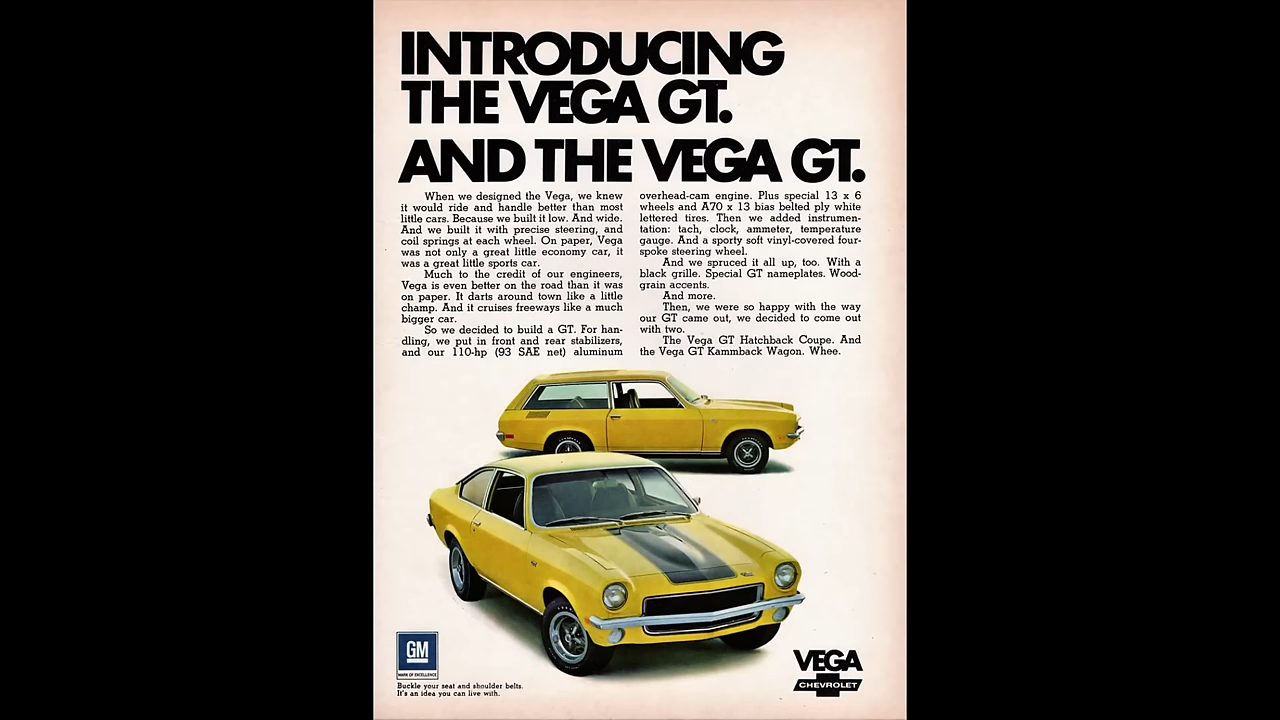 INTRODUCING
THE VEGA GT.
AND THE VEGA GT.
When we designed the Vega, we knew
it would ride and handle better than most
little cars. Because we built it low. And wide.
And we built it with precise steering, and
coil springs at each wheel. On paper, Vega
was not only a great little economy car, it
was a great little sports car.
Much to the credit of our engineers,
Vega is even better on the road than it was
on paper. It darts around town like a little
champ. And it cruises freeways like a much
bigger car.
So we decided to build a GT. For han-
dling, we put in front and rear stabilizers,
and our 110-hp (93 SAE net) aluminum
overhead-cam engine. Plus special 13 x 6
wheels and A70 x 13 bias belted ply white
lettered tires. Then we added instrumen-
tation: tach, clock, ammeter, temperature
gauge. And a sporty soft vinyl-covered four-
spoke steering wheel.
And we spruced it all up, too. With a
black grille. Special GT nameplates. Wood-
grain accents.
And more.
Then, we were so happy with the way
our GT came out, we decided to come out
with two.
The Vega GT Hatchback Coupe. And
the Vega GT Kammback Wagon. Whee.
GM
MARK OF EXCELLENCE
Buckle your seat and shoulder belts.
It's an idea you can live with.
VEGA
CHEVROLET